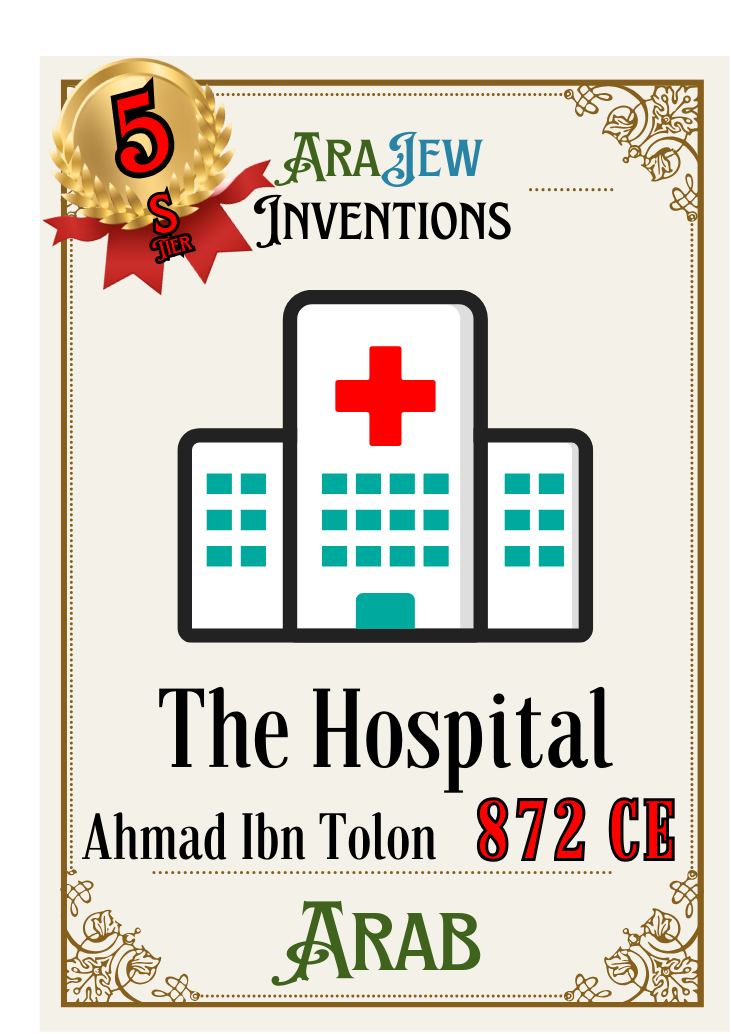 5
S
TIER
ARAJEW
INVENTIONS
The Hospital
Ahmad Ibn Tolon 872 CE
ARAB